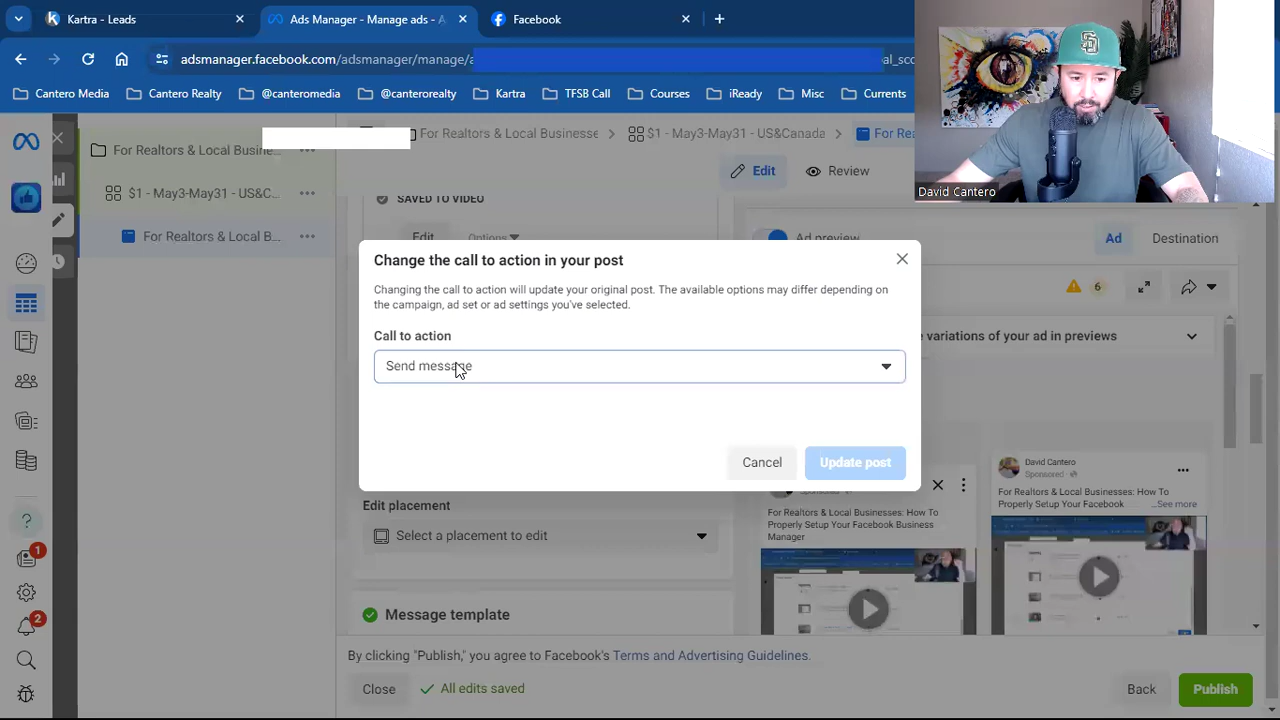 Kartra - Leads
Ads Manager - Manage ads - A
Facebook
adsmanager.facebook.com/adsmanager/manage/a
al_sco
Cantero Media
Cantero Realty
@canteromedia
@canterorealty
Kartra
TFSB Call
Courses
iReady
Misc
Currents
David Cantero
For Realtors & Local Busine...
For Realtors & Local Businesse
$1 - May3-May31 - US&Canada
For Rea
Edit
Review
$1 - May3-May31 - US&C...
For Realtors & Local B...
SAVED TO VIDEO
Edit
Options
Ad preview
Ad
Destination
6
Change the call to action in your post
Changing the call to action will update your original post. The available options may differ depending on
the campaign, ad set or ad settings you've selected.
Call to action
Send message
Cancel
Update post
e variations of your ad in previews
Edit placement
Select a placement to edit
Sponsored
For Realtors & Local Businesses: How To
Properly Setup Your Facebook Business
Manager
David Cantero
Sponsored
For Realtors & Local Businesses: How To
Properly Setup Your Facebook
...See more
Message template
By clicking "Publish," you agree to Facebook's Terms and Advertising Guidelines.
Close
All edits saved
Back
Publish
1
2